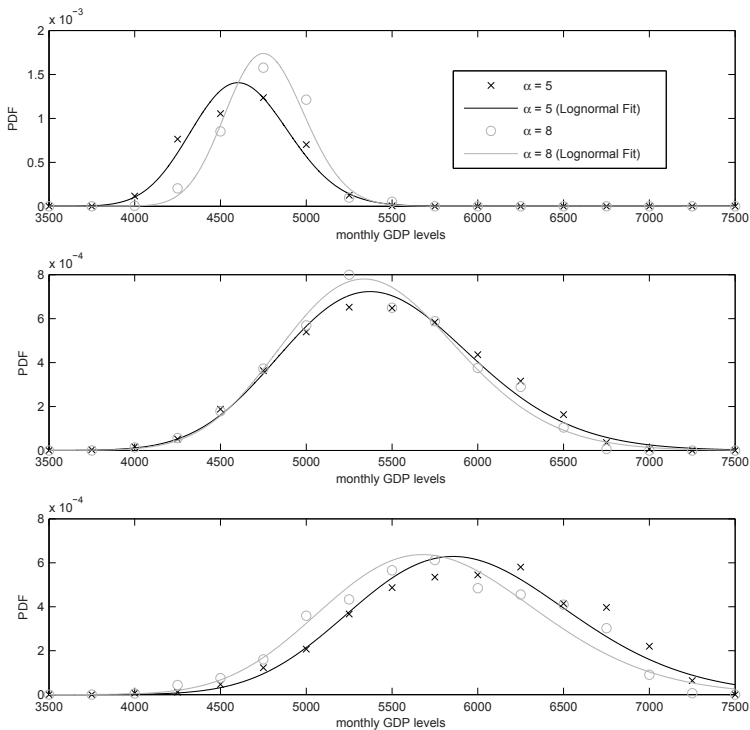 x 10−3
2
1.5
1
0.5
0
PDF
3500 3750 4000 4500 5000 5500 6000 6500 7000 7500
monthly GDP levels
α = 5
α = 5 (Lognormal Fit)
α = 8
α = 8 (Lognormal Fit)
x 10−4
8
6
4
2
0
PDF
3500 4000 4500 5000 5500 6000 6500 7000 7500
monthly GDP levels
x 10−4
8
6
4
2
0
PDF
3500 4000 4500 5000 5500 6000 6500 7000 7500
monthly GDP levels